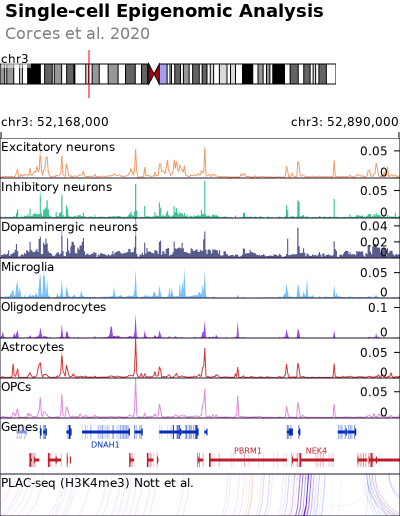 Single-cell Epigenomic Analysis
Corces et al. 2020
chr3
chr3: 52,168,000 chr3: 52,890,000
Excitatory neurons 0.05
0
Inhibitory neurons 0.05
0
Dopaminergic neurons 0.04
0.02
0
Microglia 0.05
0
Oligodendrocytes 0.1
0
Astrocytes 0.05
0
OPCs 0.05
0
Genes
DNAH1
PBRM1 NEK4
PLAC-seq (H3K4me3) Nott et al.